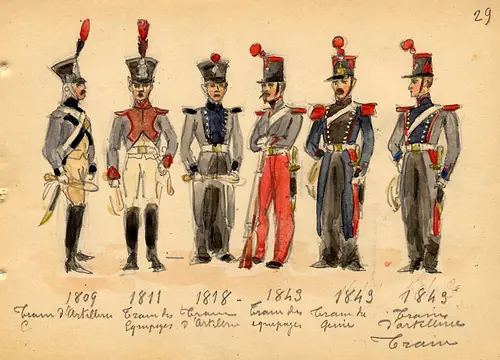 29
1809 1811 1818 - 1843 1843 1843
Train d'Artillerie Train des Train Train des Train du Train
C Equipages d'Artillerie equipages Genie d'artillerie
Train